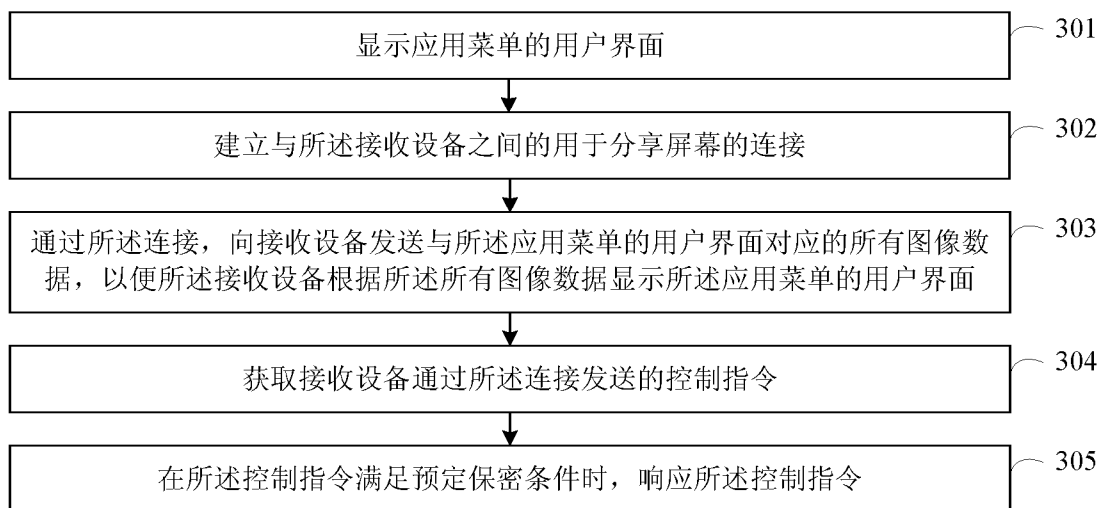 显示应用菜单的用户界面
301
建立与所述接收设备之间的用于分享屏幕的连接
302
通过所述连接，向接收设备发送与所述应用菜单的用户界面对应的所有图像数
据，以便所述接收设备根据所述所有图像数据显示所述应用菜单的用户界面
303
获取接收设备通过所述连接发送的控制指令
304
在所述控制指令满足预定保密条件时，响应所述控制指令
305